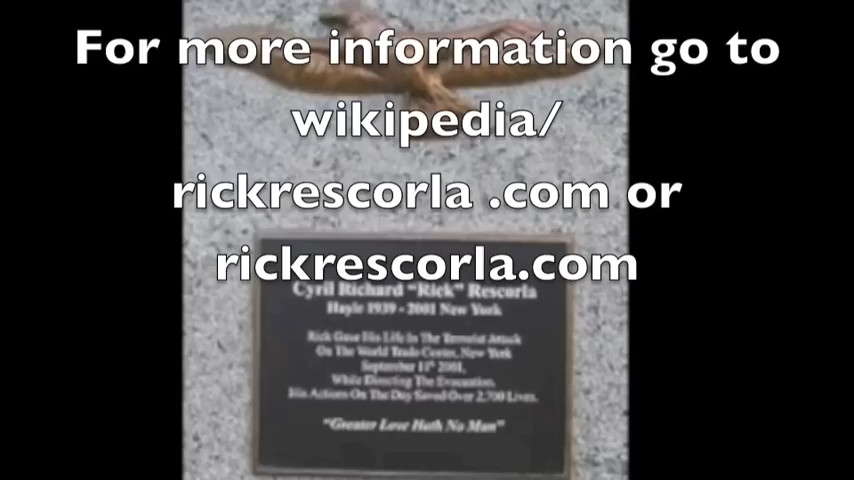 For more information go to
wikipedia/
rickrescorla .com or
rickrescorla.com
Cyril Richard "Rick" Rescorla
Hayle 1939 - 2001 New York
Rick Gave His Life In The Terrorist Attack
On The World Trade Center, New York
September 11th 2001,
While Directing The Evacuation.
His Actions On The Day Saved Over 2,700 Lives.
"Greater Love Hath No Man"